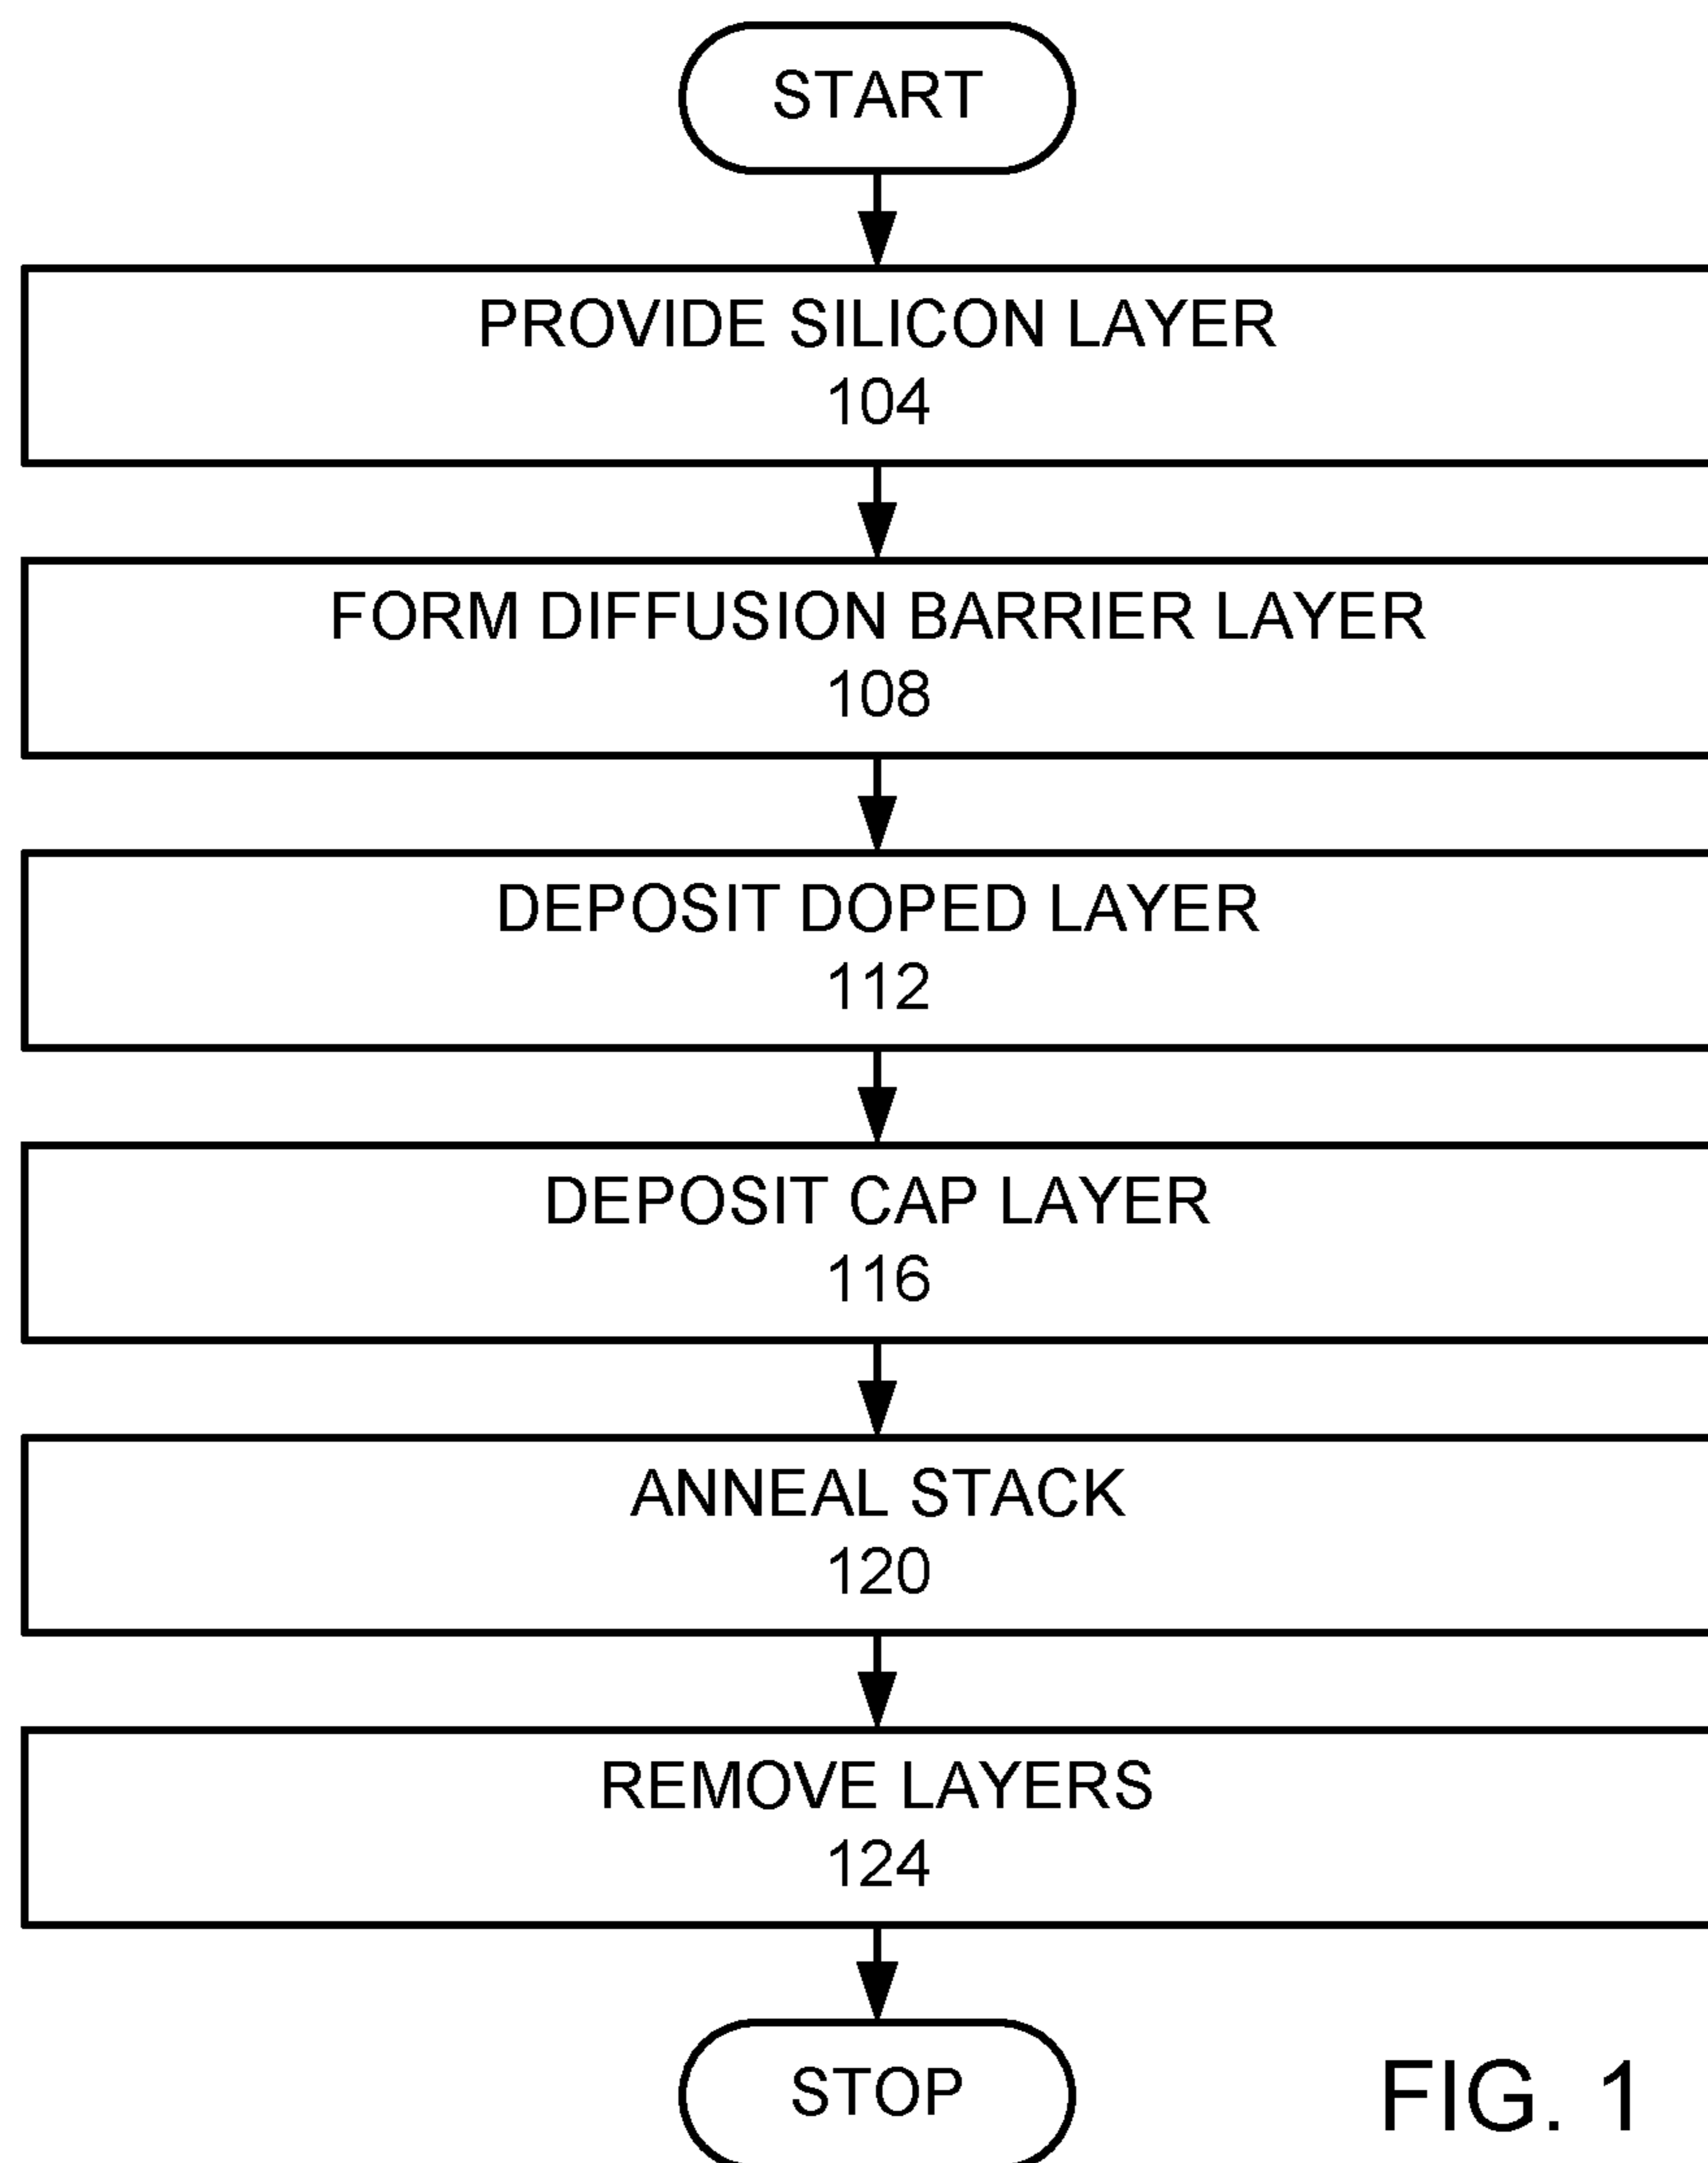 START
PROVIDE SILICON LAYER
104
FORM DIFFUSION BARRIER LAYER
108
DEPOSIT DOPED LAYER
112
DEPOSIT CAP LAYER
116
ANNEAL STACK
120
REMOVE LAYERS
124
STOP
FIG. 1